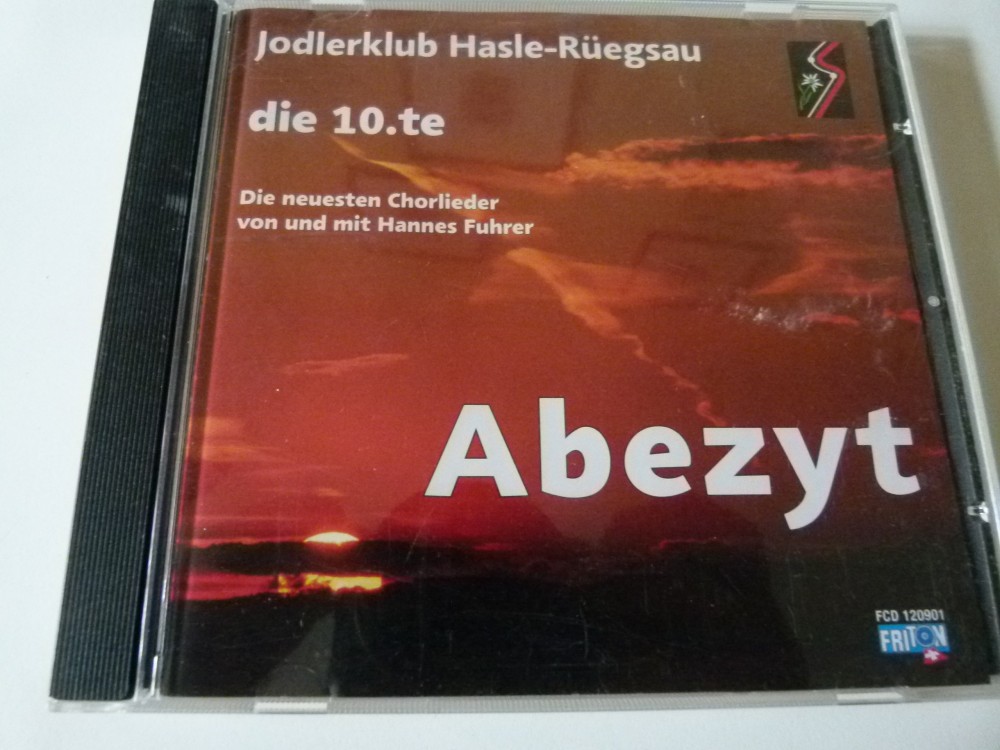 Jodlerklub Hasle-Rüegsau
die 10.te
Die neuesten Chorlieder
von und mit Hannes Fuhrer
Abezyt
FCD 120901
FRITON